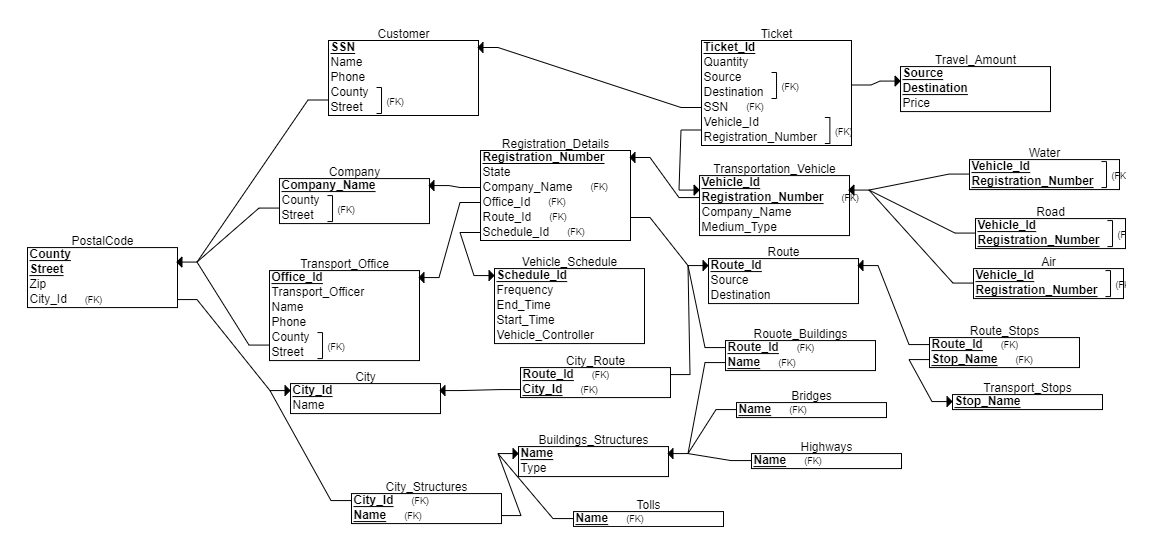 Customer
SSN
Name
Phone
County
Street
(FK)
Ticket
Ticket_Id
Quantity
Source
Destination
(FK)
SSN (FK)
Vehicle_Id
Registration_Number
(FK)
Travel_Amount
Source
Destination
Price
Registration_Details
Registration_Number
State
Company_Name (FK)
Office_Id (FK)
Route_Id (FK)
Schedule_Id (FK)
Transportation_Vehicle
Vehicle_Id
Registration_Number (FK)
Company_Name
Medium_Type
Water
Vehicle_Id
Registration_Number
(FK
Road
Vehicle_Id
Registration_Number
(F
Air
Vehicle_Id
Registration_Number
(F
Company
Company_Name
County
Street
(FK)
PostalCode
County
Street
Zip
City_Id (FK)
Transport_Office
Office_Id
Transport_Officer
Name
Phone
County
Street
(FK)
Vehicle_Schedule
Schedule_Id
Frequency
End_Time
Start_Time
Vehicle_Controller
Route
Route_Id
Source
Destination
Rouote_Buildings
Route_Id (FK)
Name (FK)
Route_Stops
Route_Id (FK)
Stop_Name (FK)
City
City_Id
Name
City_Route
Route_Id (FK)
City_Id (FK)
Transport_Stops
Stop_Name
Bridges
Name (FK)
Buildings_Structures
Name
Type
Highways
Name (FK)
City_Structures
City_Id (FK)
Name (FK)
Tolls
Name (FK)